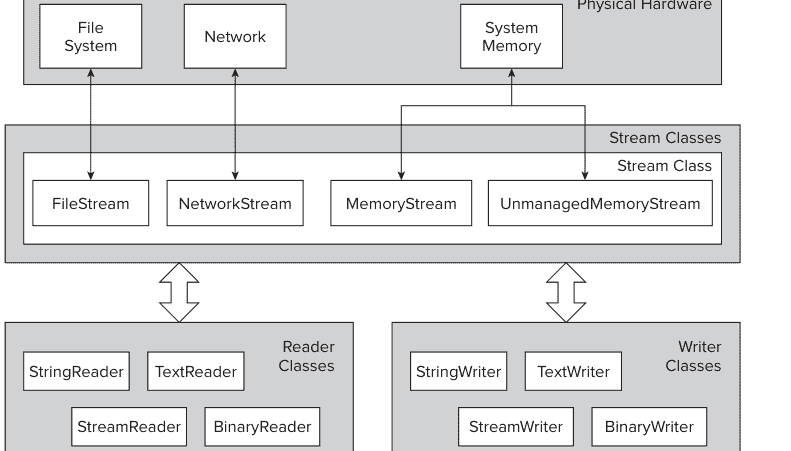 Physical Hardware
File
System
Network
System
Memory
Stream Classes
Stream Class
FileStream
NetworkStream
MemoryStream
UnmanagedMemoryStream
Reader
Classes
StringReader
TextReader
StreamReader
BinaryReader
Writer
Classes
StringWriter
TextWriter
StreamWriter
BinaryWriter